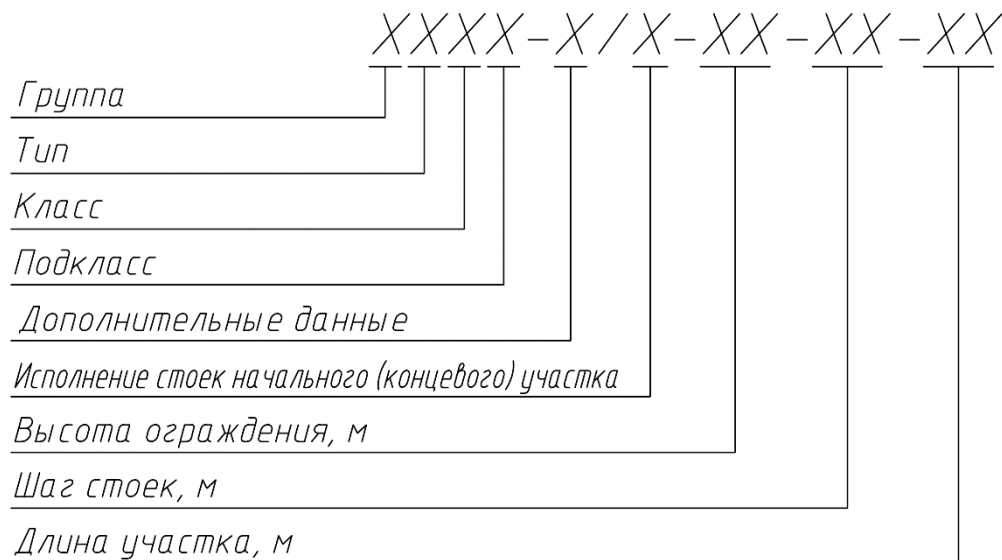 XXXX-X/X-XX-XX-XX
Группа
Тип
Класс
Подкласс
Дополнительные данные
Исполнение стоек начального (концевого) участка
Высота ограждения, м
Шаг стоек, м
Длина участка, м